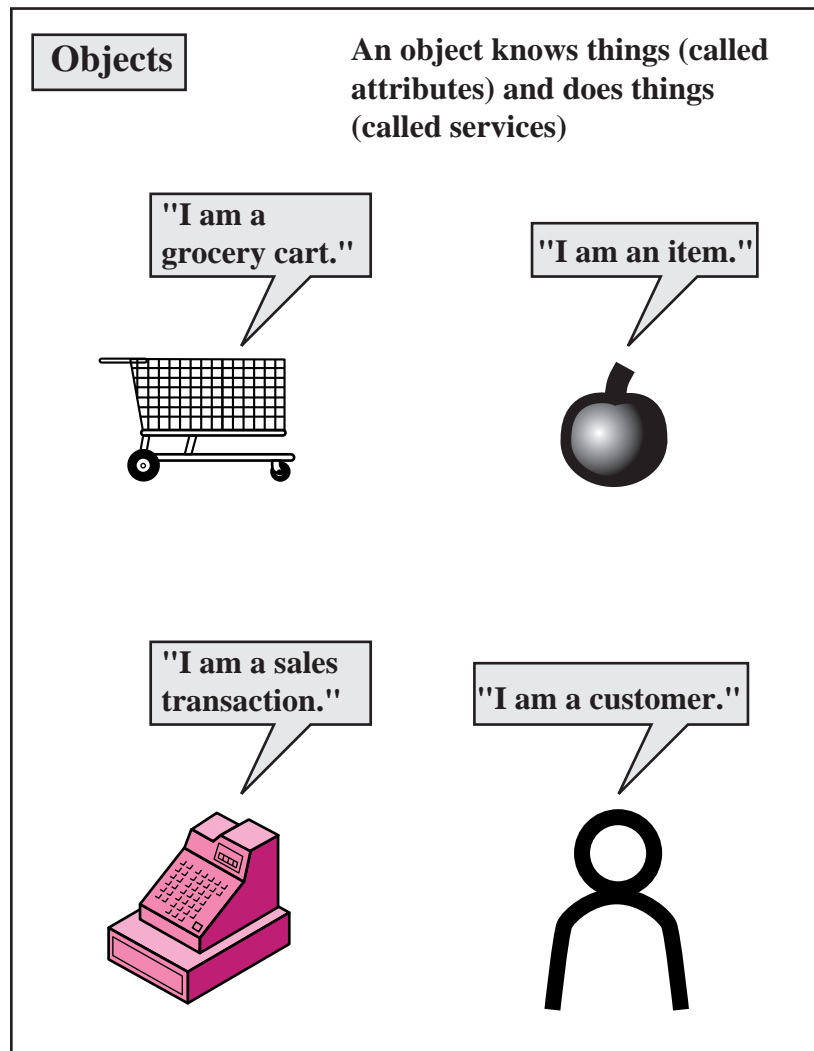 Objects
An object knows things (called
attributes) and does things
(called services)
"I am a
grocery cart."
"I am an item."
"I am a sales
transaction."
"I am a customer."